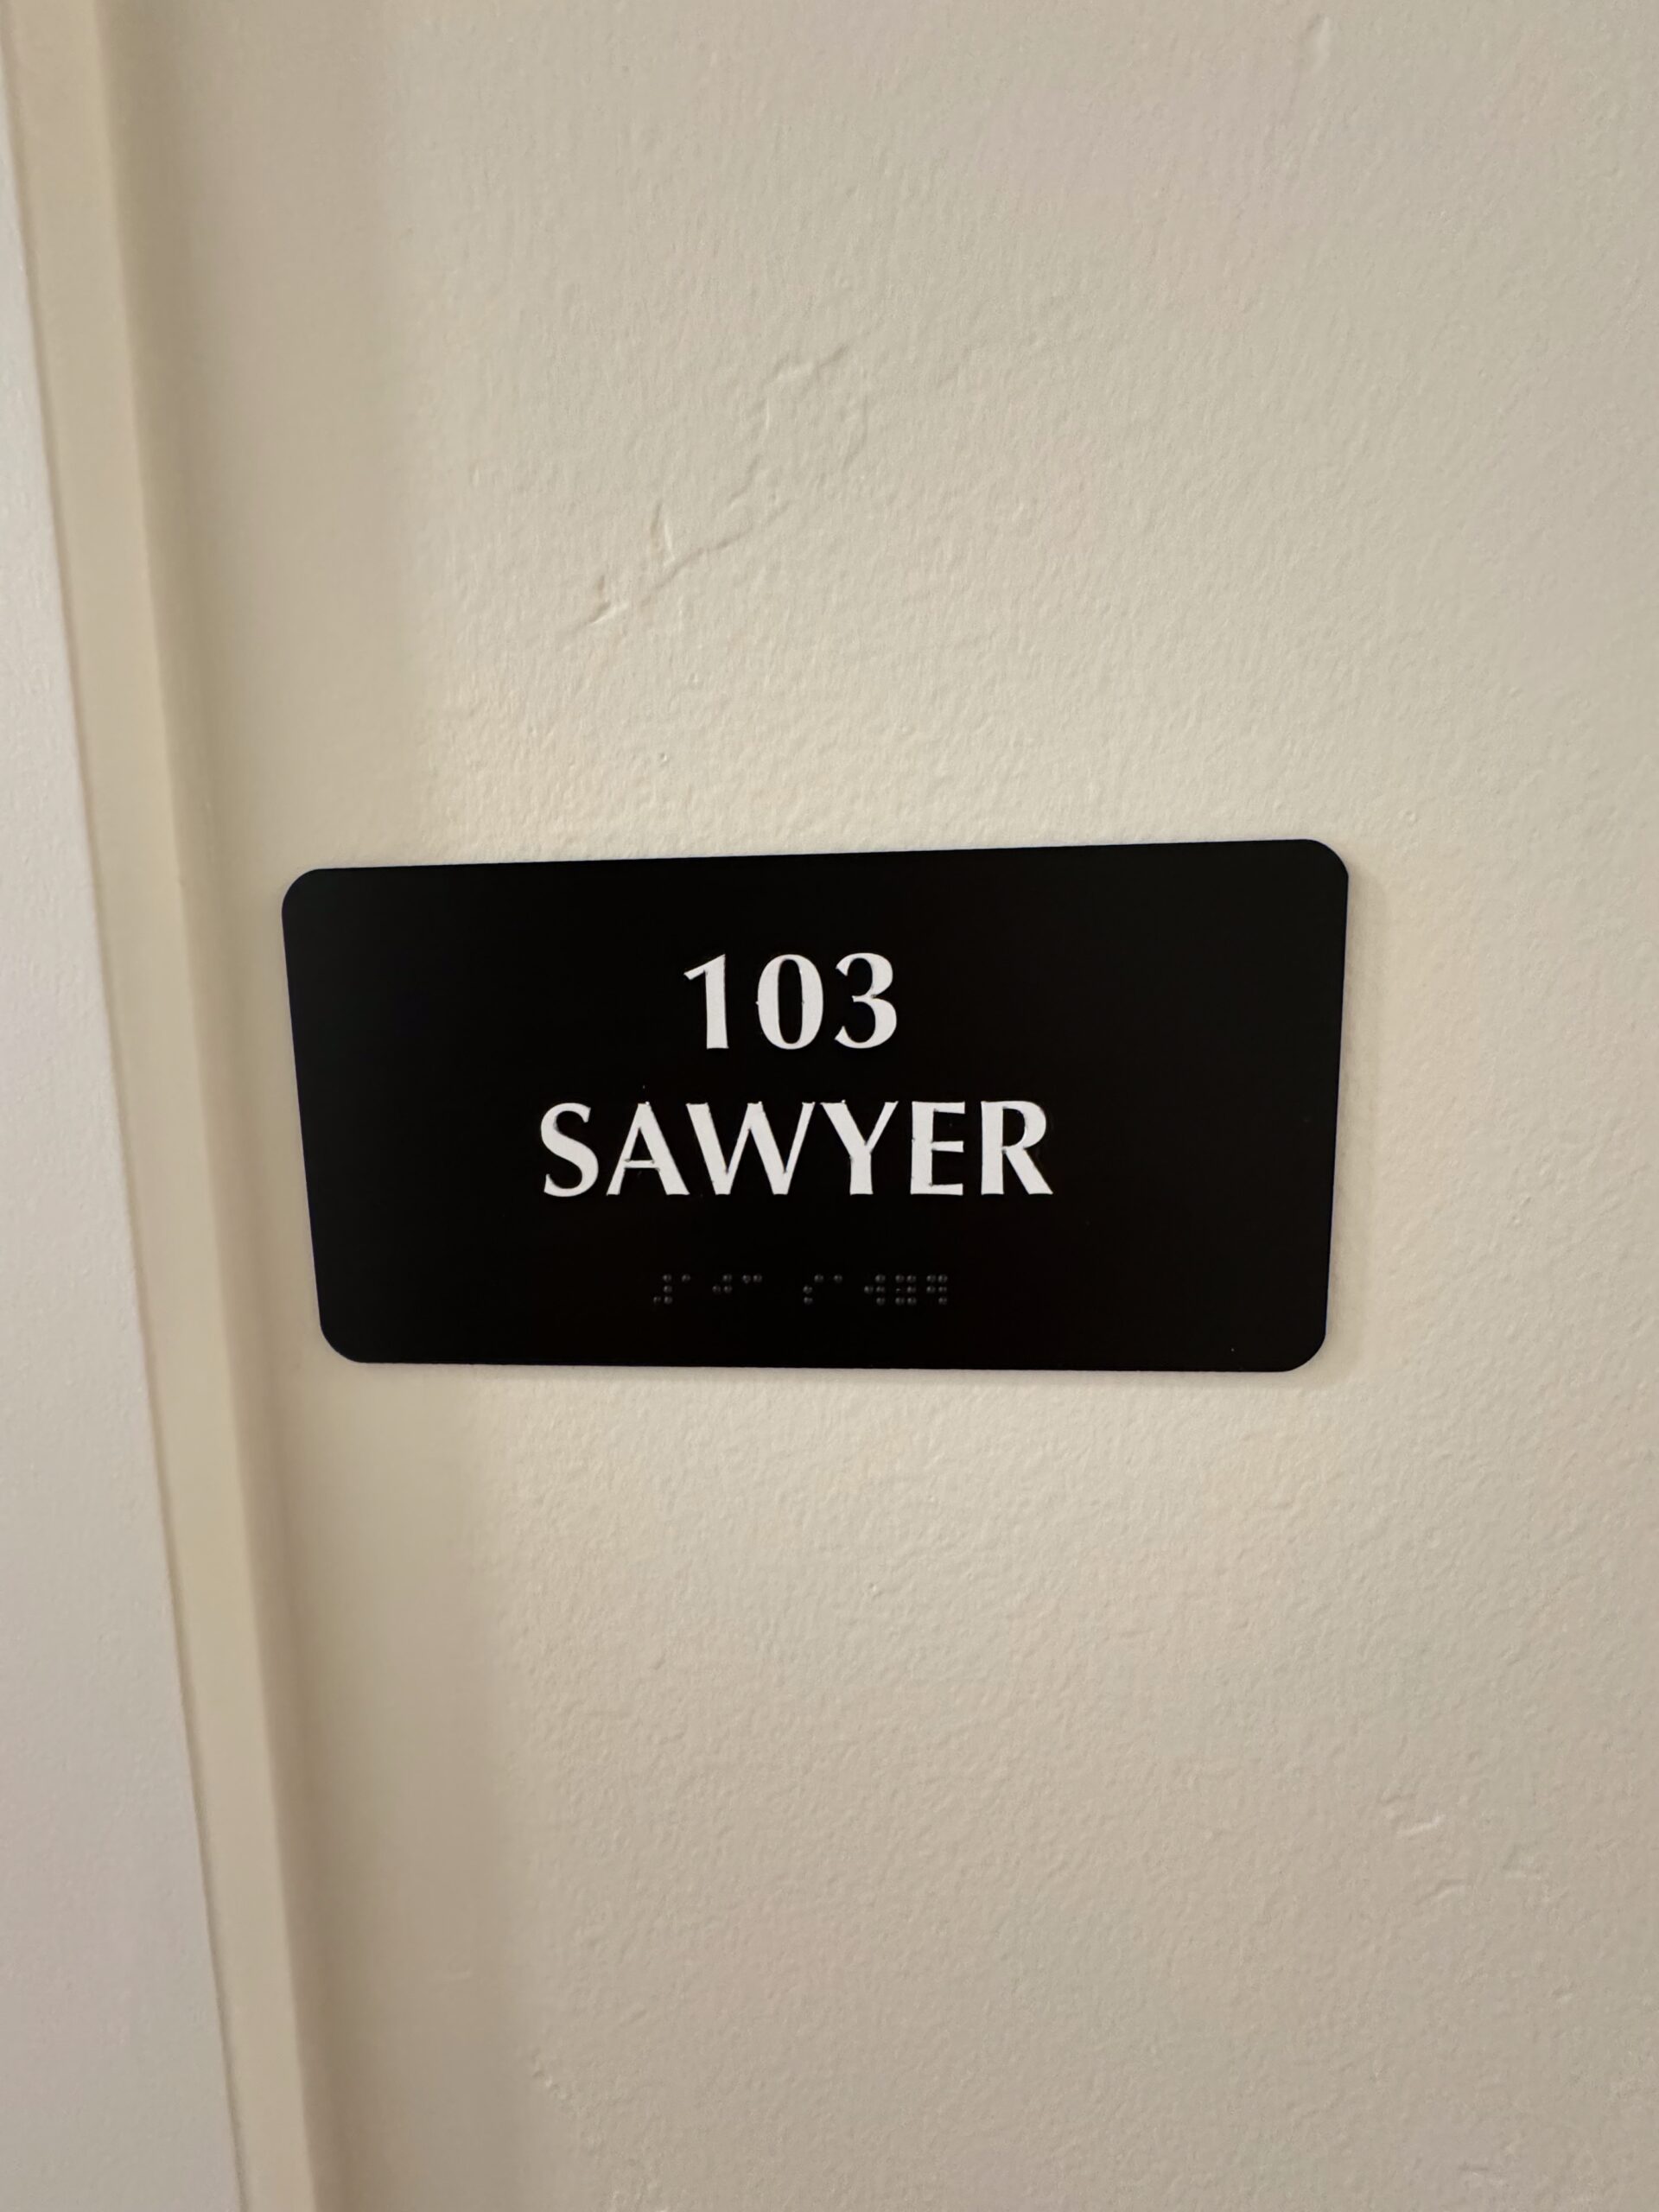 103
SAWYER
⠼⠁⠚⠉ ⠎⠁⠺⠽⠻